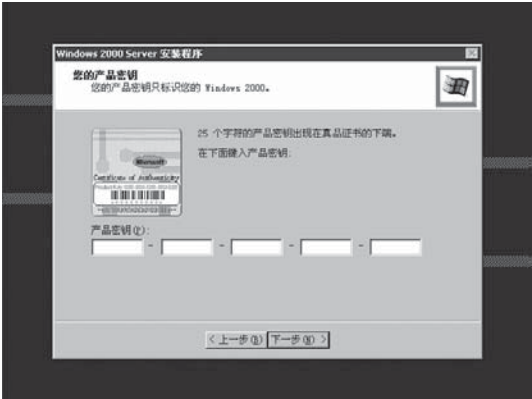 Windows 2000 Server 安装程序
您的产品密钥
您的产品密钥只标识您的 Windows 2000。
25 个字符的产品密钥出现在真品证书的下端。
在下面键入产品密钥:
Microsoft
Certificate of Authenticity
产品密钥(P):
- - - -
< 上一步(B) 下一步(N) >